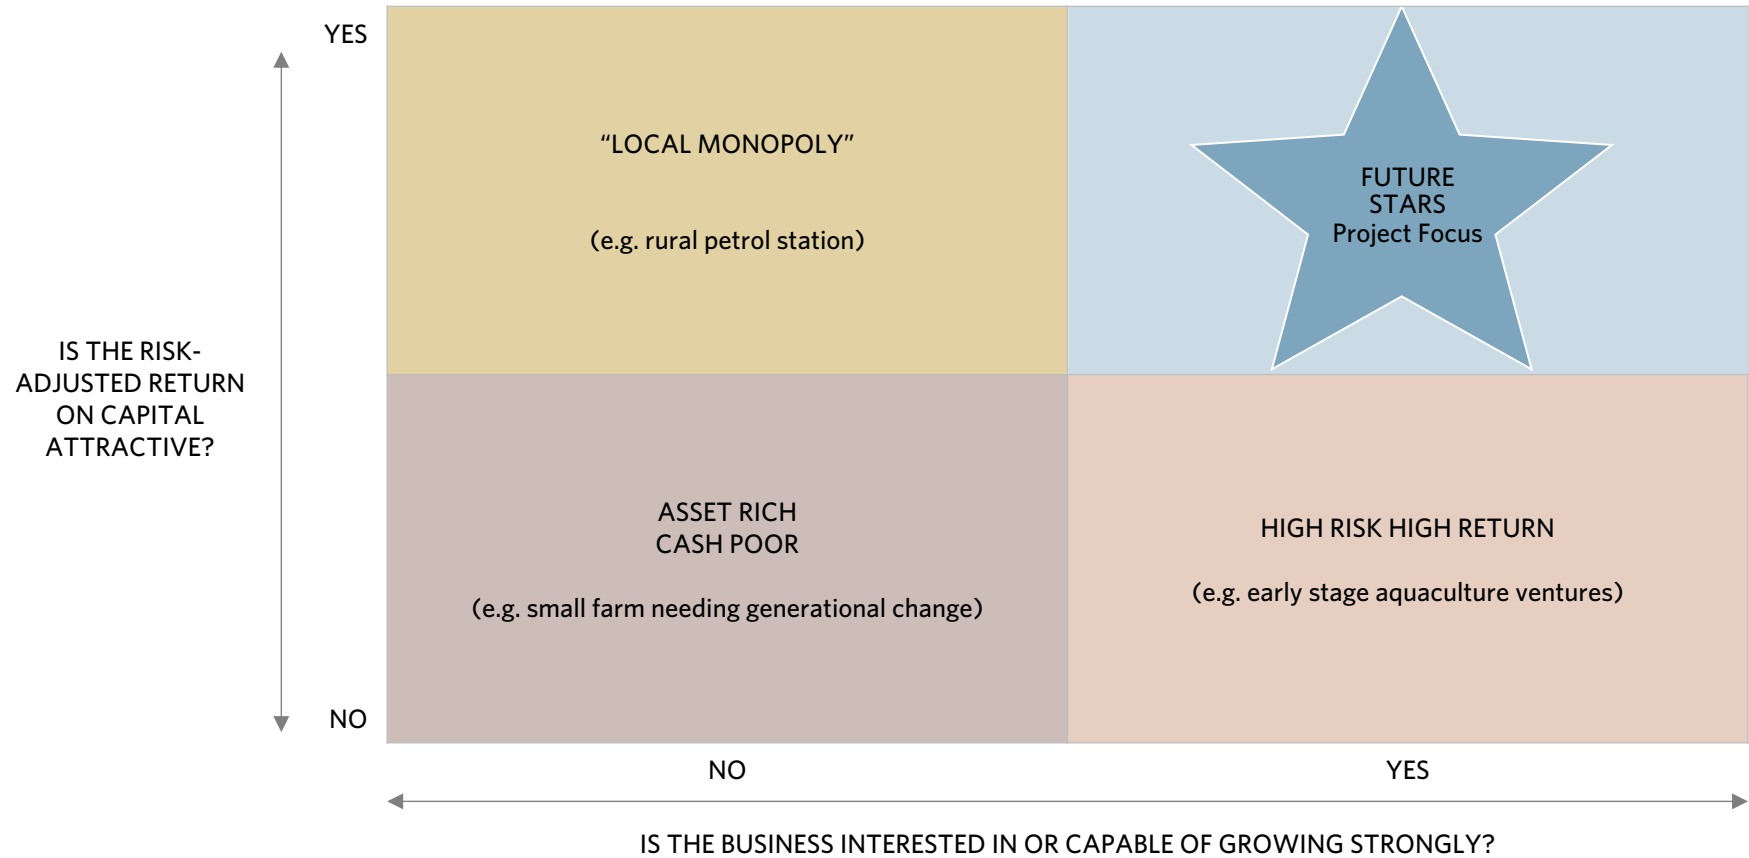 YES
“LOCAL MONOPOLY”
(e.g. rural petrol station)
FUTURE
STARS
Project Focus
IS THE RISK-
ADJUSTED RETURN
ON CAPITAL
ATTRACTIVE?
ASSET RICH
CASH POOR
(e.g. small farm needing generational change)
HIGH RISK HIGH RETURN
(e.g. early stage aquaculture ventures)
NO
NO
YES
IS THE BUSINESS INTERESTED IN OR CAPABLE OF GROWING STRONGLY?